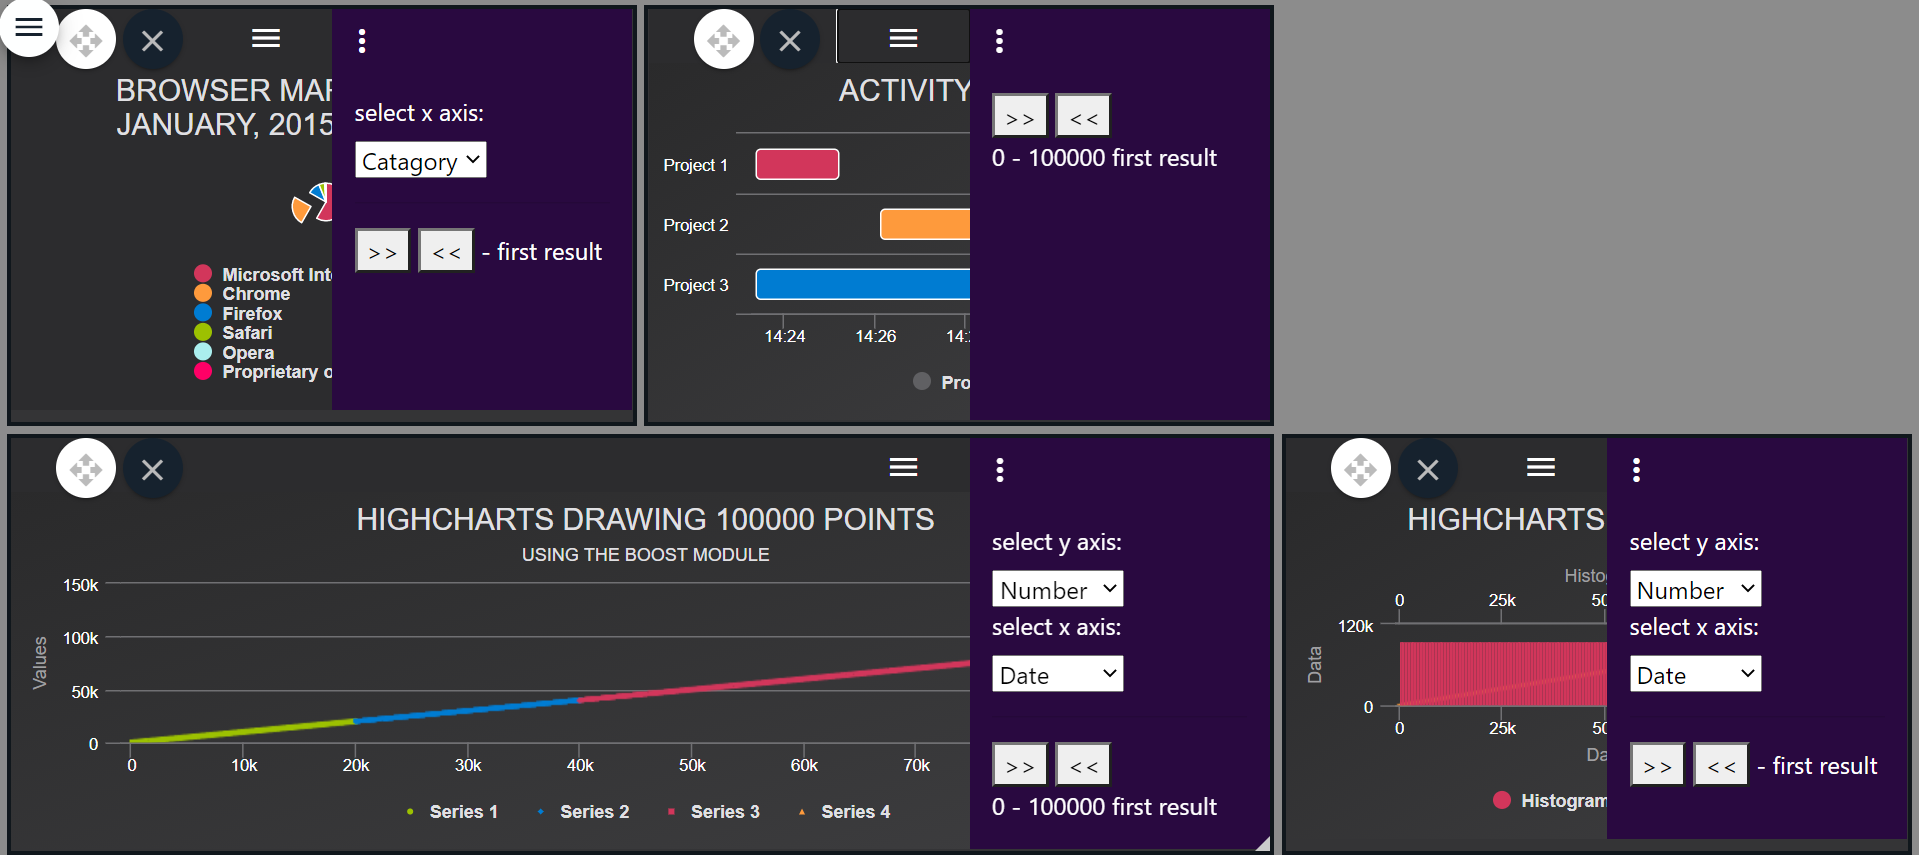 BROWSER MAR
JANUARY, 2015
Microsoft Inte
Chrome
Firefox
Safari
Opera
Proprietary o
select x axis:
Catagory
>>
<<
- first result
ACTIVITY
Project 1
Project 2
Project 3
14:24
14:26
14:2
Pro
>>
<<
0 - 100000 first result
HIGHCHARTS DRAWING 100000 POINTS
USING THE BOOST MODULE
Values
150k
100k
50k
0
0
10k
20k
30k
40k
50k
60k
70k
Series 1
Series 2
Series 3
Series 4
select y axis:
Number
select x axis:
Date
>>
<<
0 - 100000 first result
HIGHCHARTS
Histog
0
25k
50
Data
120k
0
0
25k
50
Da
Histogram
select y axis:
Number
select x axis:
Date
>>
<<
- first result